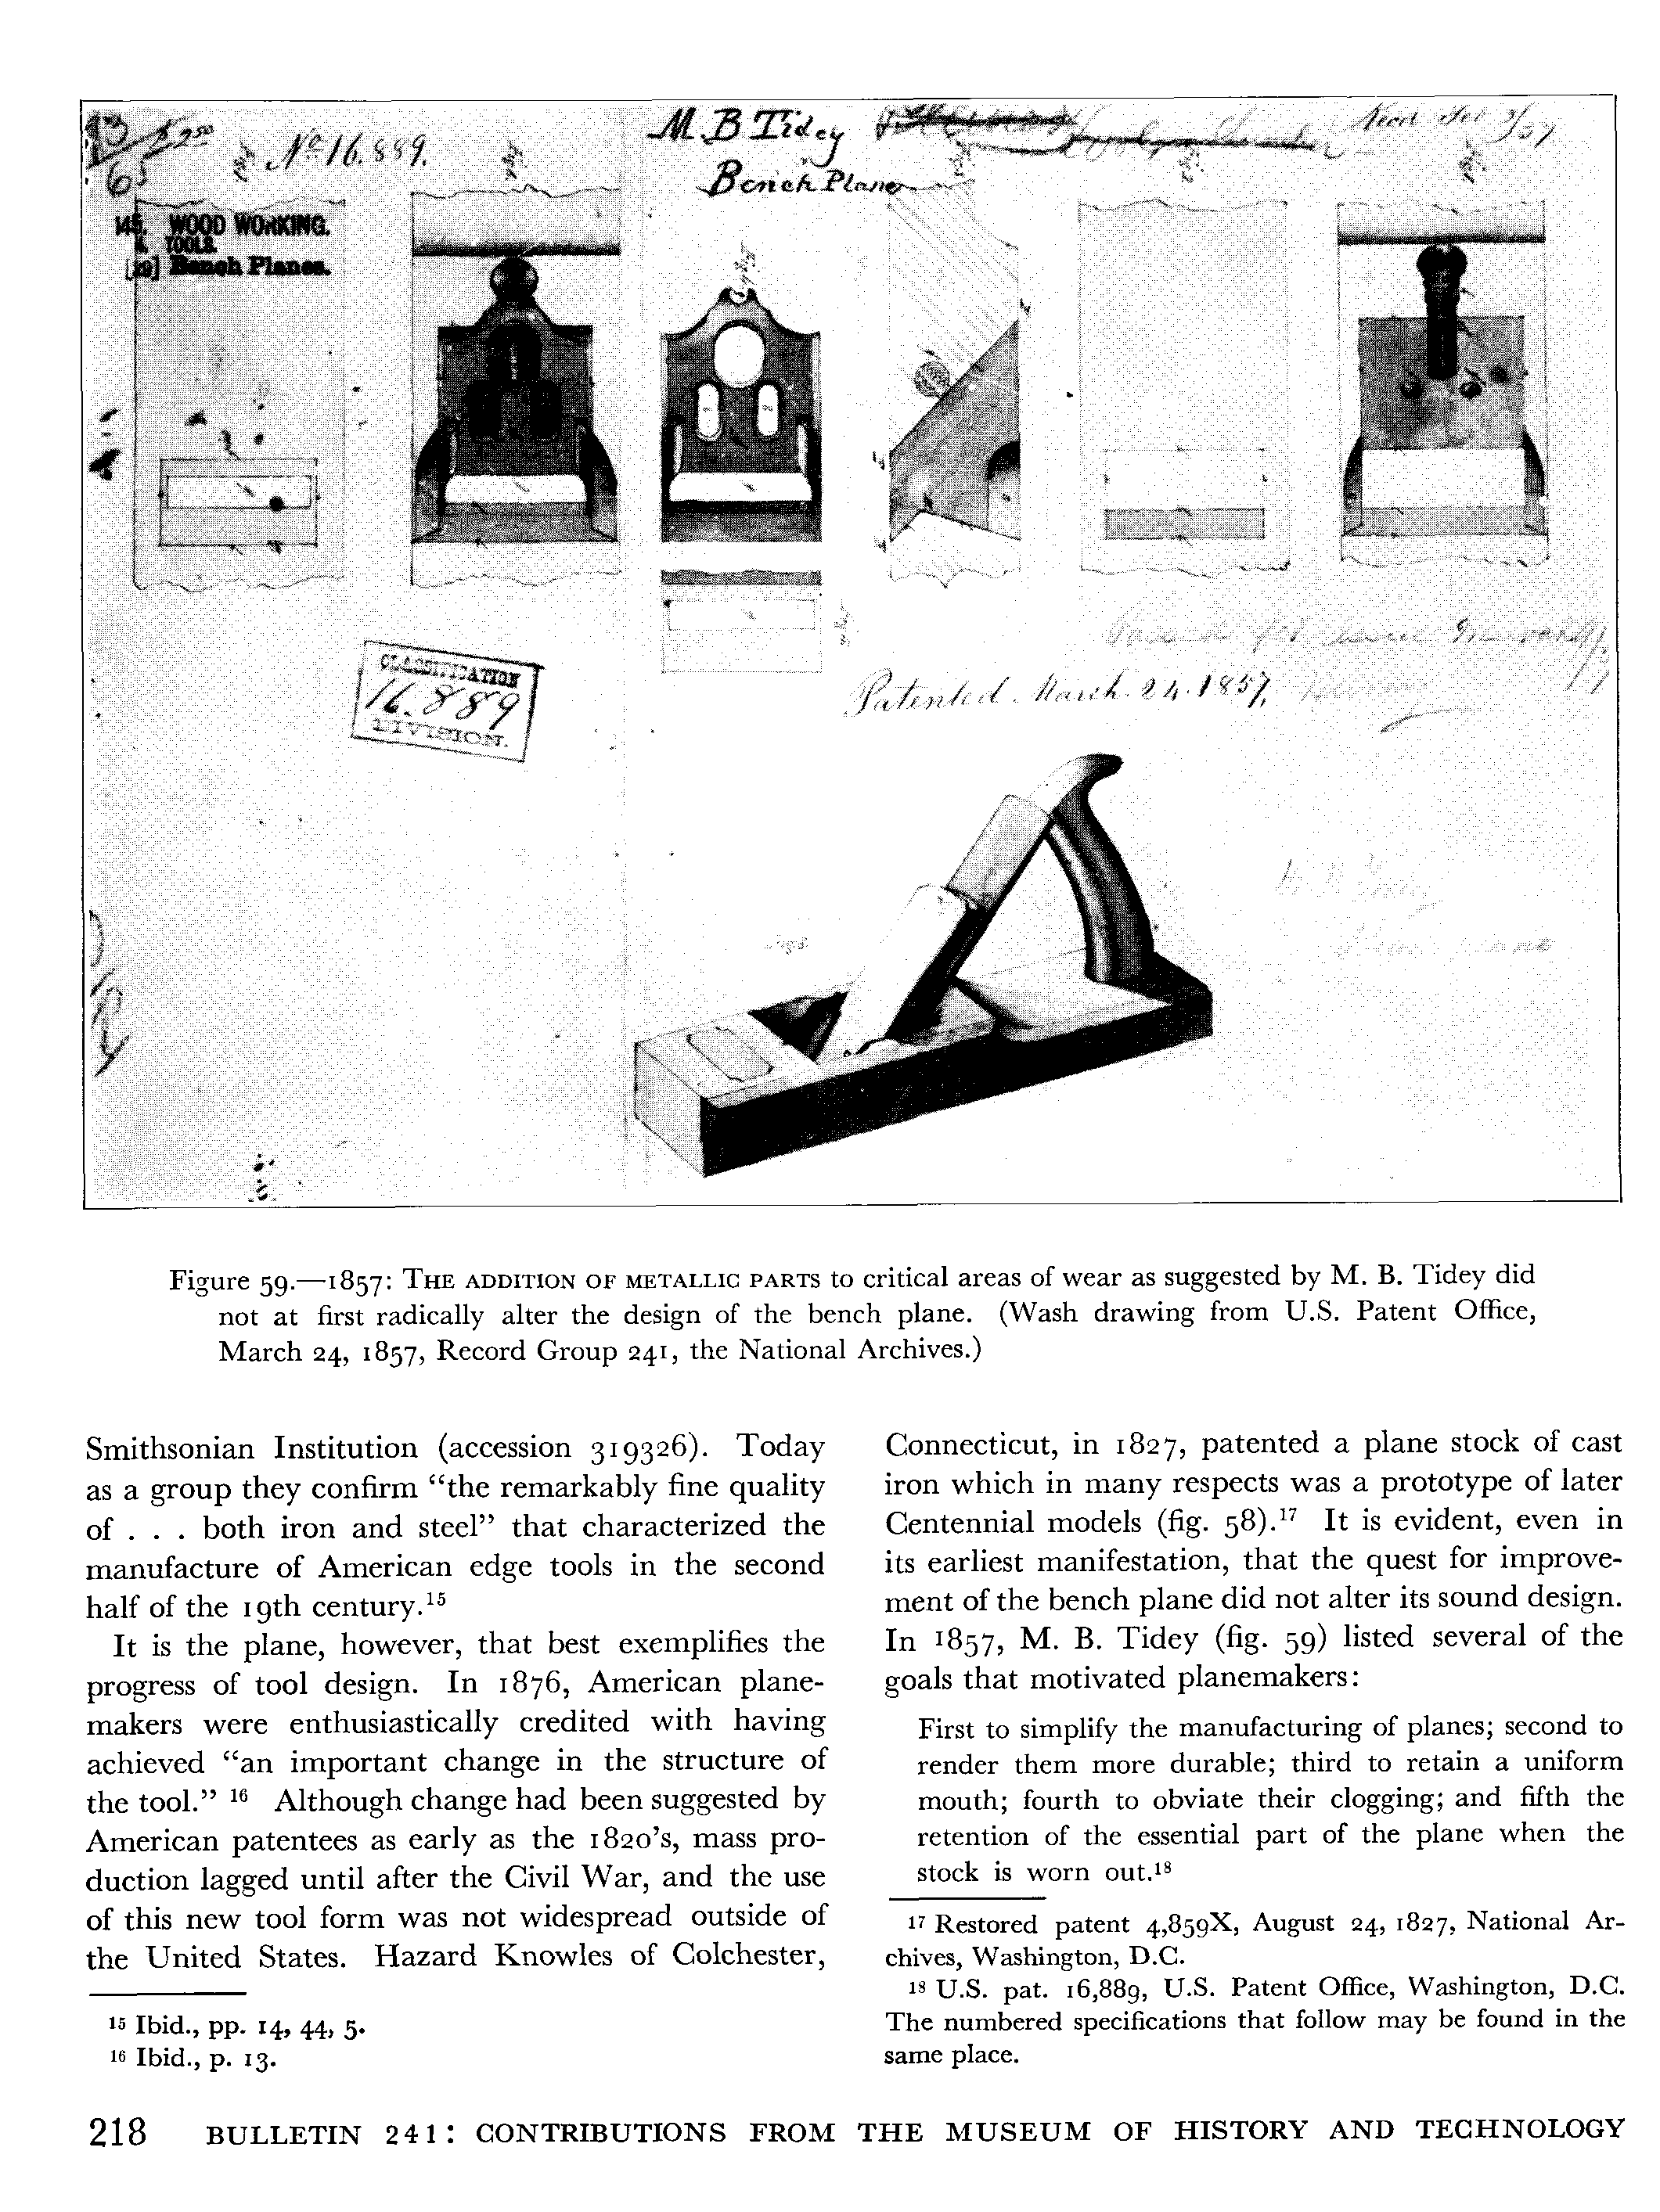 13
$2.50
65
No. 16.889.
M. B Tidey
Bench Plane
145. WOOD WORKING.
TOOLS.
[19] Bench Planes.
CLASSIFICATION
16.889
DIVISION.
Patented March. 24. 1857,
Figure 59.—1857: The addition of metallic parts to critical areas of wear as suggested by M. B. Tidey did
not at first radically alter the design of the bench plane. (Wash drawing from U.S. Patent Office,
March 24, 1857, Record Group 241, the National Archives.)
Smithsonian Institution (accession 319326). Today
as a group they confirm “the remarkably fine quality
of . . . both iron and steel” that characterized the
manufacture of American edge tools in the second
half of the 19th century.15
It is the plane, however, that best exemplifies the
progress of tool design. In 1876, American plane-
makers were enthusiastically credited with having
achieved “an important change in the structure of
the tool.” 16 Although change had been suggested by
American patentees as early as the 1820’s, mass pro-
duction lagged until after the Civil War, and the use
of this new tool form was not widespread outside of
the United States. Hazard Knowles of Colchester,
15 Ibid., pp. 14, 44, 5.
16 Ibid., p. 13.
Connecticut, in 1827, patented a plane stock of cast
iron which in many respects was a prototype of later
Centennial models (fig. 58).17 It is evident, even in
its earliest manifestation, that the quest for improve-
ment of the bench plane did not alter its sound design.
In 1857, M. B. Tidey (fig. 59) listed several of the
goals that motivated planemakers:
First to simplify the manufacturing of planes; second to
render them more durable; third to retain a uniform
mouth; fourth to obviate their clogging; and fifth the
retention of the essential part of the plane when the
stock is worn out.18
17 Restored patent 4,859X, August 24, 1827, National Ar-
chives, Washington, D.C.
18 U.S. pat. 16,889, U.S. Patent Office, Washington, D.C.
The numbered specifications that follow may be found in the
same place.
218 BULLETIN 241: CONTRIBUTIONS FROM THE MUSEUM OF HISTORY AND TECHNOLOGY